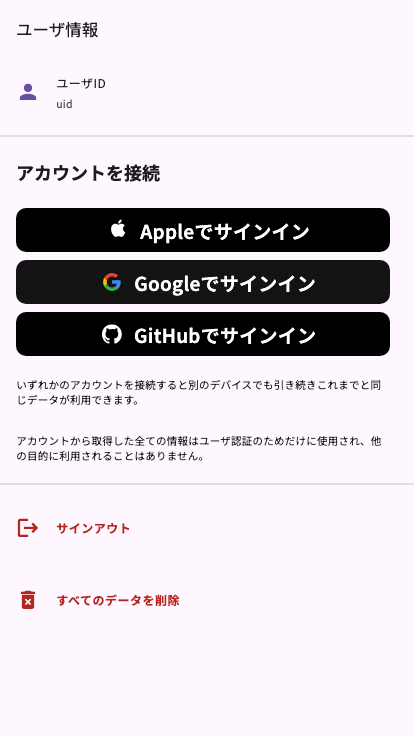 ユーザ情報
ユーザID
uid
アカウントを接続
Appleでサインイン
Googleでサインイン
GitHubでサインイン
いずれかのアカウントを接続すると別のデバイスでも引き続きこれまでと同
じデータが利用できます。
アカウントから取得した全ての情報はユーザ認証のためだけに使用され、他
の目的に利用されることはありません。
サインアウト
すべてのデータを削除